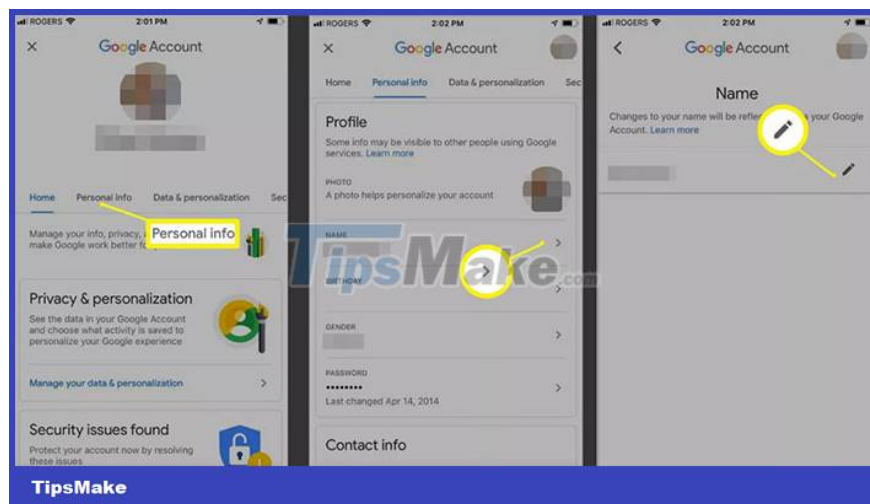 ROGERS 2:01 PM
Google Account
Home Personal info Data & personalization Sec
Manage your info, privacy,
make Google work better
Personal info
Privacy & personalization
See the data in your Google Account
and choose what activity is saved to
personalize your Google experience
Manage your data & personalization
Security issues found
Protect your account now by resolving
these issues
ROGERS 2:02 PM
Google Account
Home Personal info Data & personalization Sec
Profile
Some info may be visible to other people using Google
services. Learn more
PHOTO
A photo helps personalize your account
NAME
BIRTHDAY
GENDER
PASSWORD
••••••••
Last changed Apr 14, 2014
Contact info
ROGERS 2:02 PM
Google Account
Name
Changes to your name will be your Google
Account. Learn more
TipsMake.com
TipsMake